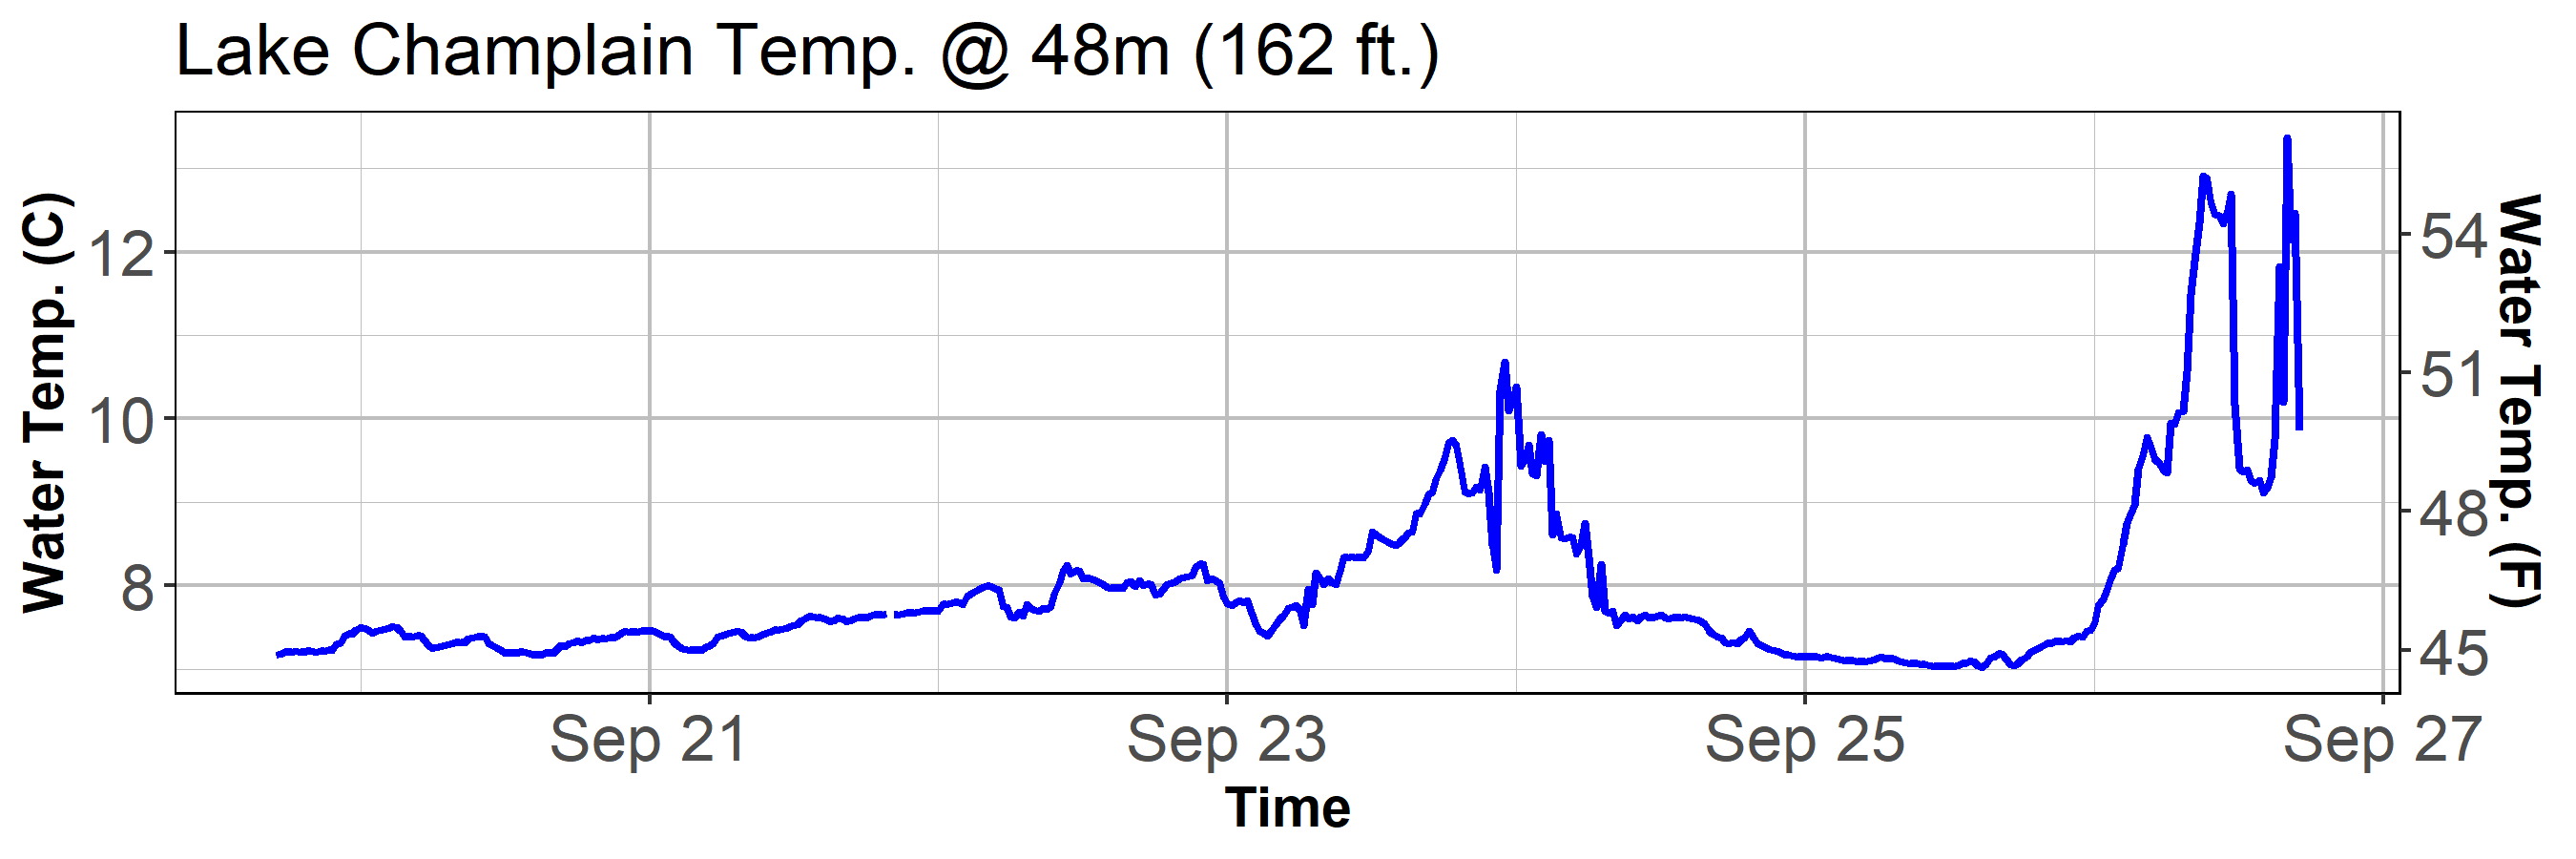 Lake Champlain Temp. @ 48m (162 ft.)
Water Temp. (C)
12
10
8
54
51
48
45
Water Temp. (F)
Sep 21
Sep 23
Sep 25
Sep 27
Time